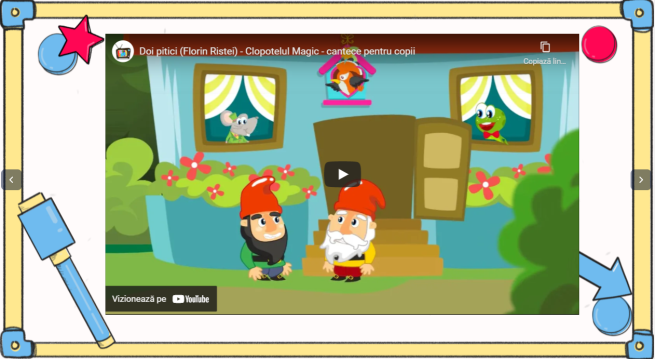 Doi pitici (Florin Ristei) - Clopotelul Magic - cantece pentru copii
Copiază lin...
Vizionează pe YouTube